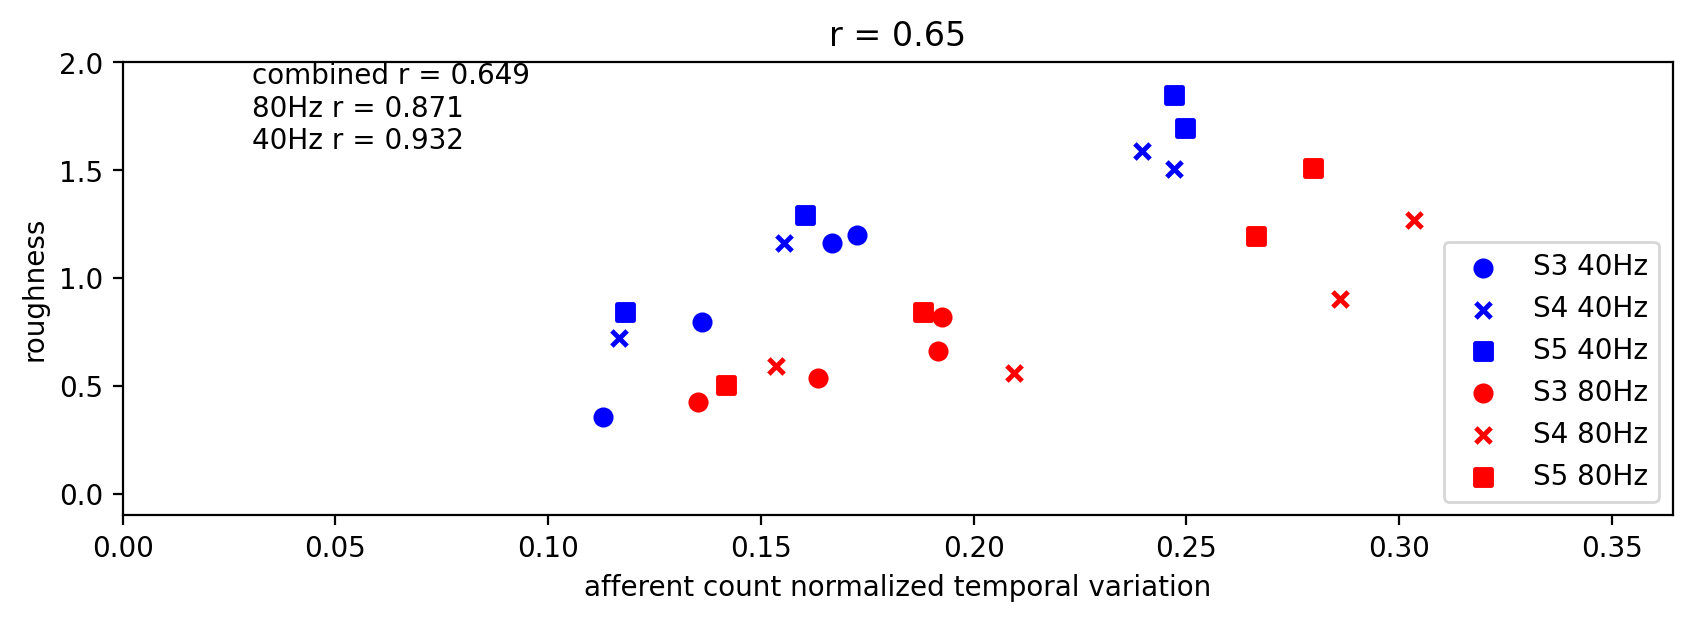 r = 0.65
combined r = 0.649
80Hz r = 0.871
40Hz r = 0.932
roughness
2.0
1.5
1.0
0.5
0.0
S3 40Hz
S4 40Hz
S5 40Hz
S3 80Hz
S4 80Hz
S5 80Hz
0.00 0.05 0.10 0.15 0.20 0.25 0.30 0.35
afferent count normalized temporal variation